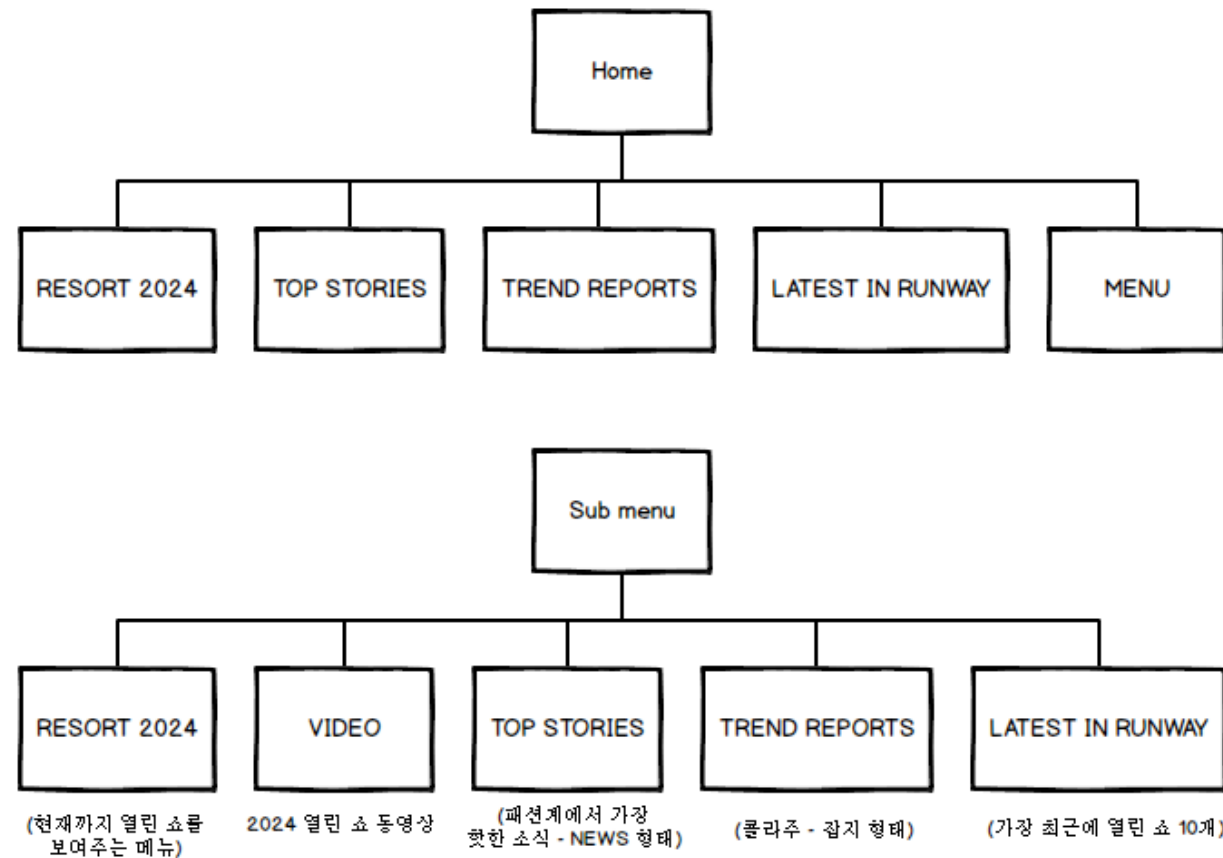 Home
RESORT 2024
TOP STORIES
TREND REPORTS
LATEST IN RUNWAY
MENU
Sub menu
RESORT 2024
VIDEO
TOP STORIES
TREND REPORTS
LATEST IN RUNWAY
(현재까지 열린 쇼를
보여주는 메뉴)
2024 열린 쇼 동영상
(패션계에서 가장
핫한 소식 - NEWS 형태)
(콜라주 - 잡지 형태)
(가장 최근에 열린 쇼 10개)